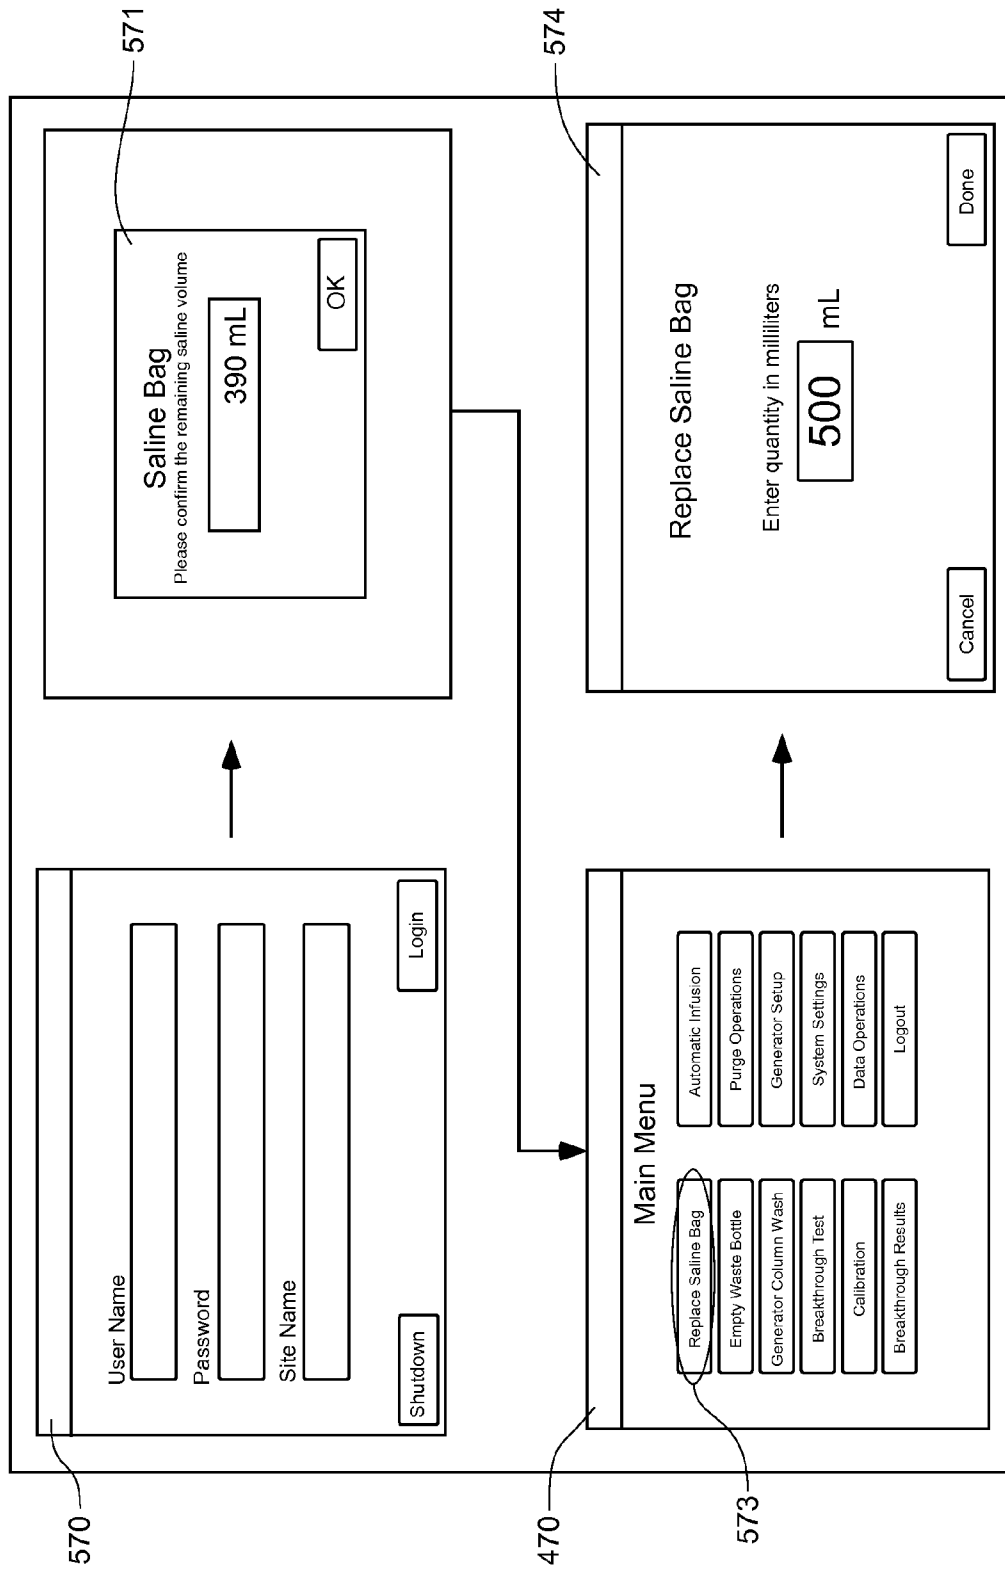 570
User Name
Password
Site Name
Shutdown
Login
571
Saline Bag
Please confirm the remaining saline volume
390 mL
OK
470
Main Menu
Replace Saline Bag
Empty Waste Bottle
Generator Column Wash
Breakthrough Test
Calibration
Breakthrough Results
Automatic Infusion
Purge Operations
Generator Setup
System Settings
Data Operations
Logout
573
574
Replace Saline Bag
Enter quantity in milliliters
500 mL
Cancel
Done